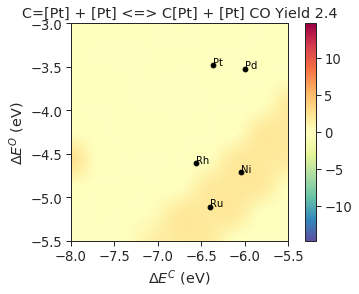 C=[Pt] + [Pt] <=> C[Pt] + [Pt] CO Yield 2.4
−3.0
−3.5
−4.0
−4.5
−5.0
−5.5
ΔE^O (eV)
Pt
Pd
Rh
Ni
Ru
−8.0 −7.5 −7.0 −6.5 −6.0 −5.5
ΔE^C (eV)
10
5
0
−5
−10